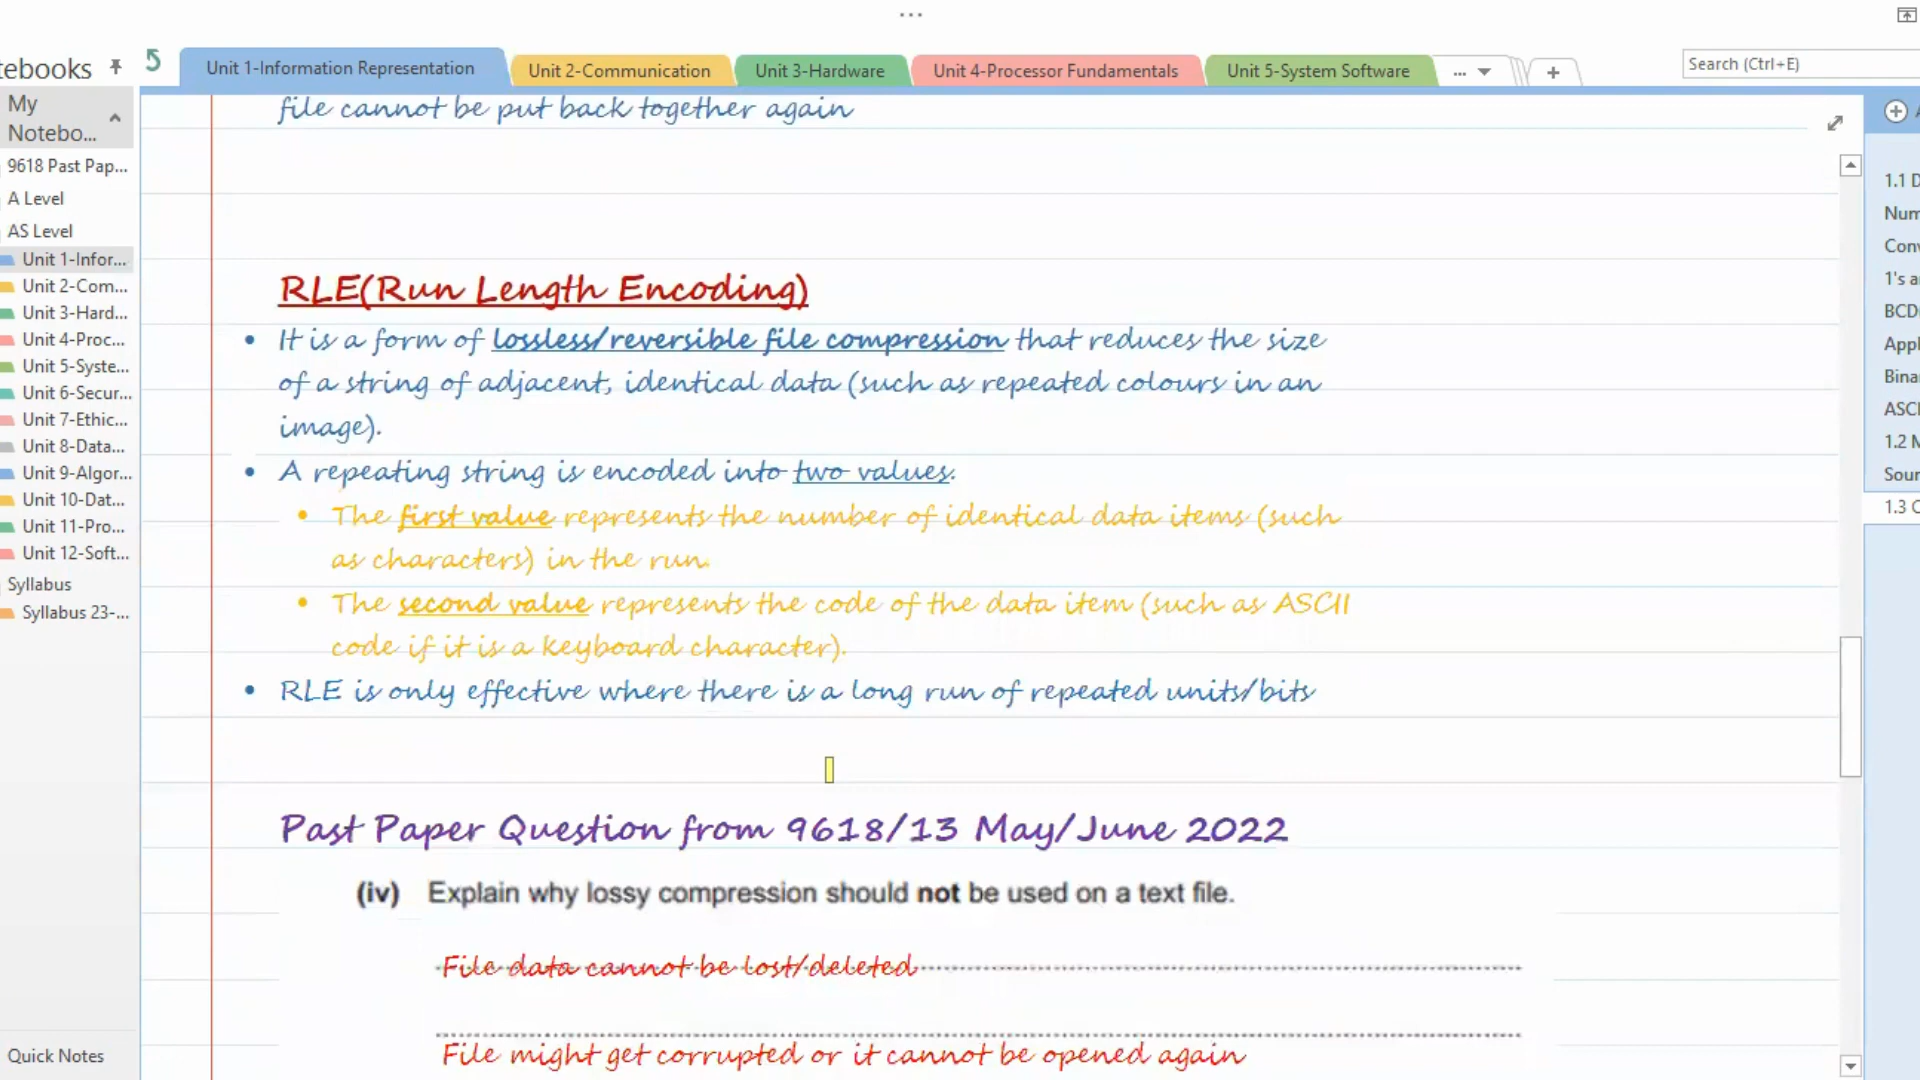 ...
tebooks
Unit 1-Information Representation
Unit 2-Communication
Unit 3-Hardware
Unit 4-Processor Fundamentals
Unit 5-System Software
...
Search (Ctrl+E)
My
Notebo...
9618 Past Pap...
A Level
AS Level
Unit 1-Infor...
Unit 2-Com...
Unit 3-Hard...
Unit 4-Proc...
Unit 5-Syste...
Unit 6-Secur...
Unit 7-Ethic...
Unit 8-Data...
Unit 9-Algor...
Unit 10-Dat...
Unit 11-Pro...
Unit 12-Soft...
Syllabus
Syllabus 23-...
Quick Notes
file cannot be put back together again
RLE(Run Length Encoding)
• It is a form of lossless/reversible file compression that reduces the size
of a string of adjacent, identical data (such as repeated colours in an
image).
• A repeating string is encoded into two values.
• The first value represents the number of identical data items (such
as characters) in the run.
• The second value represents the code of the data item (such as ASCII
code if it is a keyboard character).
• RLE is only effective where there is a long run of repeated units/bits
Past Paper Question from 9618/13 May/June 2022
(iv) Explain why lossy compression should not be used on a text file.
File data cannot be lost/deleted
File might get corrupted or it cannot be opened again
1.1 D
Num
Conv
1's a
BCD
Appl
Binar
ASCI
1.2 M
Sour
1.3 C